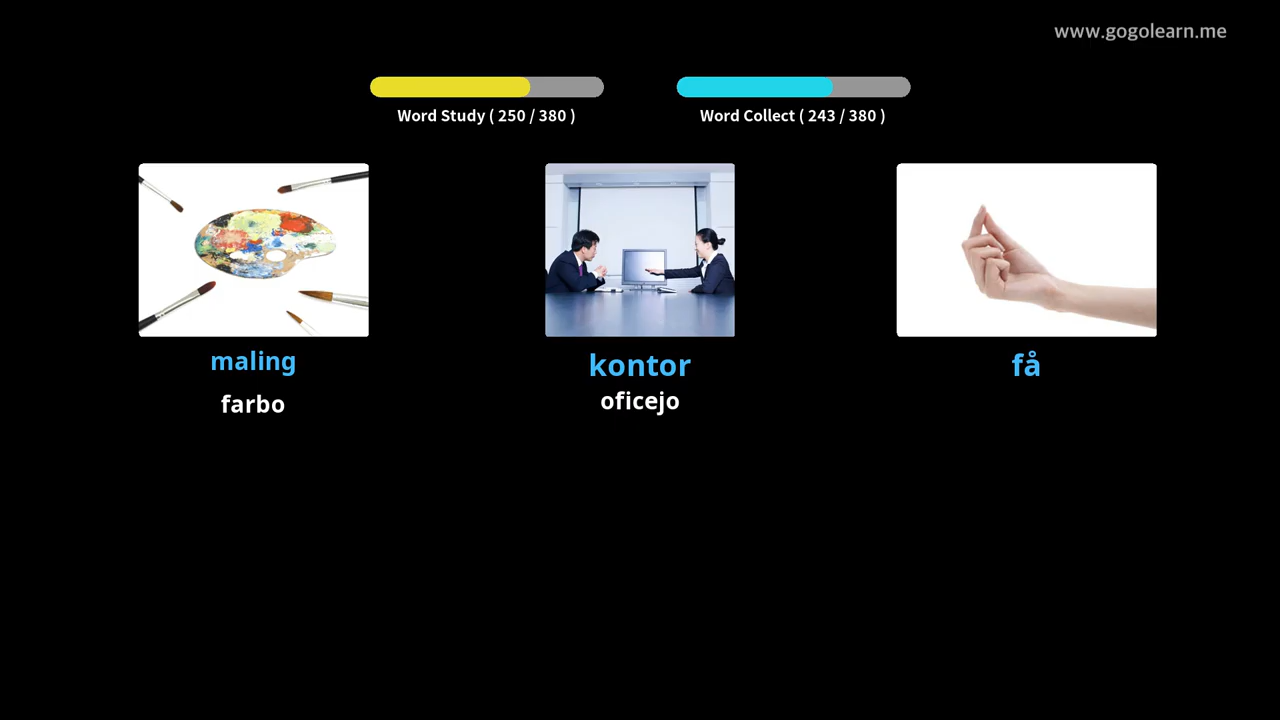 www.gogolearn.me
Word Study ( 250 / 380 )
Word Collect ( 243 / 380 )
maling
farbo
kontor
oficejo
få